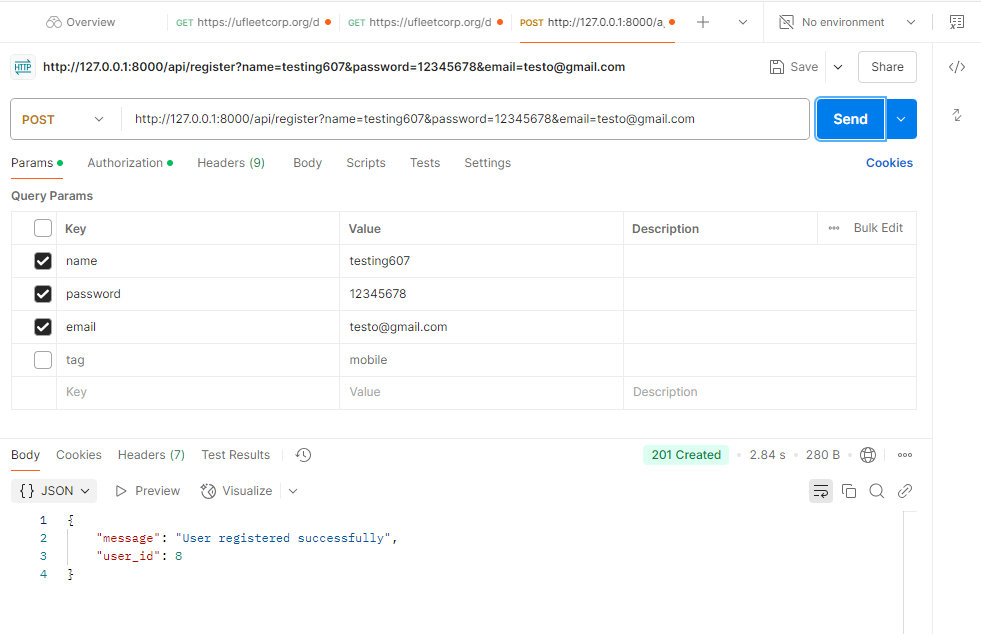 Overview
GET https://ufleetcorp.org/d
GET https://ufleetcorp.org/d
POST http://127.0.0.1:8000/a
No environment
HTTP http://127.0.0.1:8000/api/register?name=testing607&password=12345678&email=testo@gmail.com
Save
Share
POST http://127.0.0.1:8000/api/register?name=testing607&password=12345678&email=testo@gmail.com
Send
Params Authorization Headers (9) Body Scripts Tests Settings Cookies
Query Params
Key Value Description Bulk Edit
name testing607
password 12345678
email testo@gmail.com
tag mobile
Key Value Description
Body Cookies Headers (7) Test Results 201 Created 2.84 s 280 B
{} JSON Preview Visualize
1 {
2 "message": "User registered successfully",
3 "user_id": 8
4 }